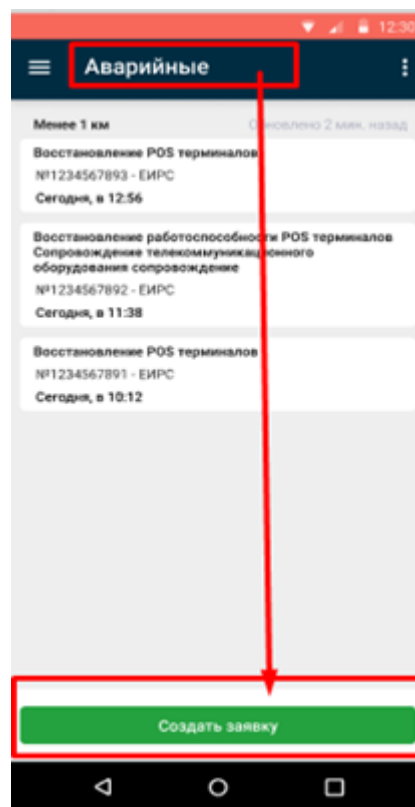 12:30
Аварийные
Менее 1 км
Обновлено 2 мин. назад
Восстановление POS терминалов
№1234567893 - ЕИРС
Сегодня, в 12:56
Восстановление работоспособности POS терминалов
Сопровождение телекоммуникационного
оборудования сопровождение
№1234567892 - ЕИРС
Сегодня, в 11:38
Восстановление POS терминалов
№1234567891 - ЕИРС
Сегодня, в 10:12
Создать заявку